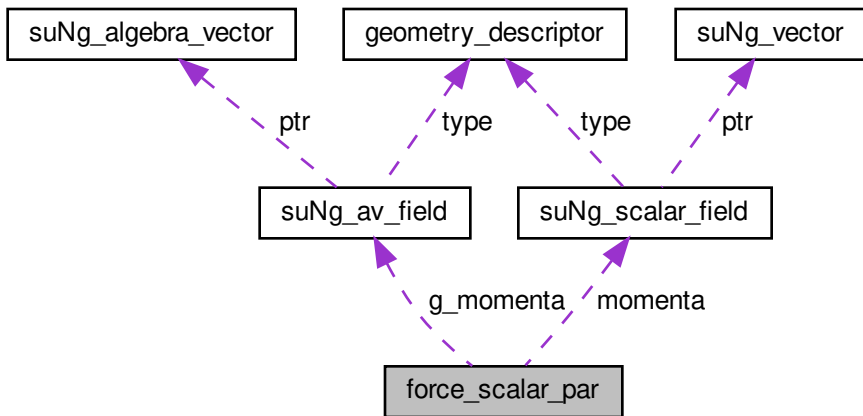 suNg_algebra_vector
geometry_descriptor
suNg_vector
ptr
type
type
ptr
suNg_av_field
suNg_scalar_field
g_momenta
momenta
force_scalar_par